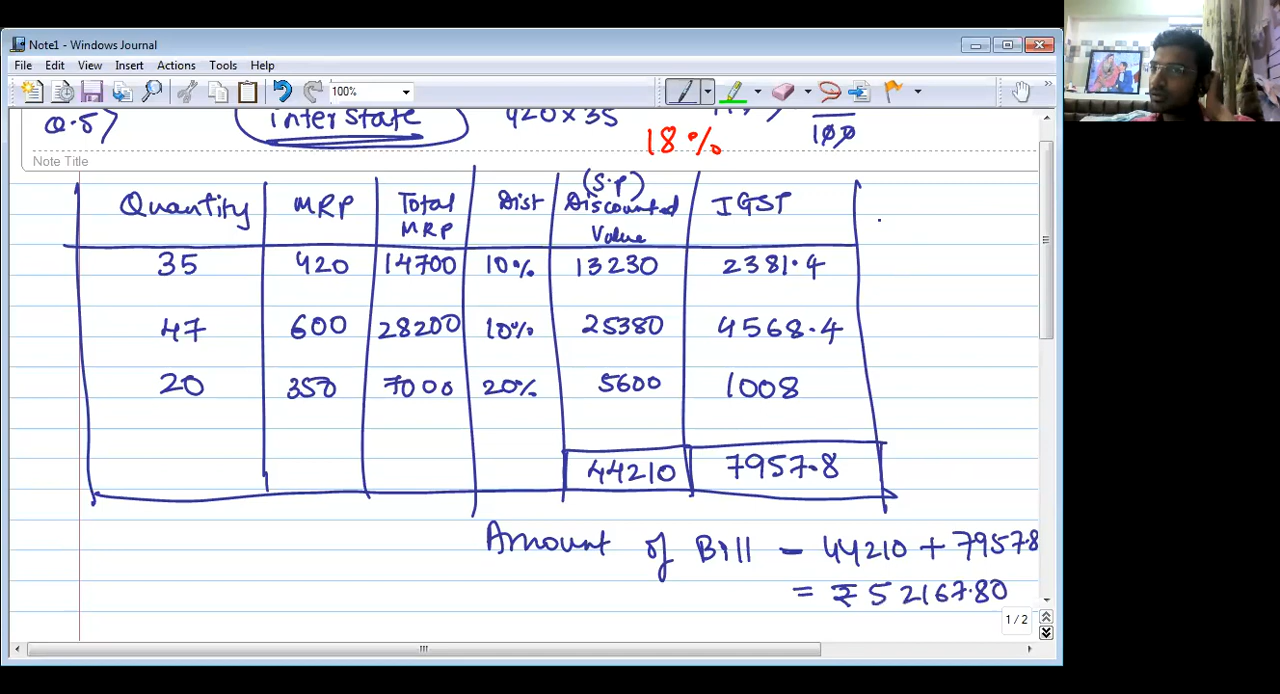 Note1 - Windows Journal
File Edit View Insert Actions Tools Help
100%
Q.5>
interstate
420 x 35
100
18%
Note Title
Quantity MRP Total MRP Dist (S.P) Discounted Value IGST
35 420 14700 10% 13230 2381.4
47 600 28200 10% 25380 4568.4
20 350 7000 20% 5600 1008
44210 7957.8
Amount of Bill - 44210 + 7957.8
= ₹ 52167.80
1 / 2